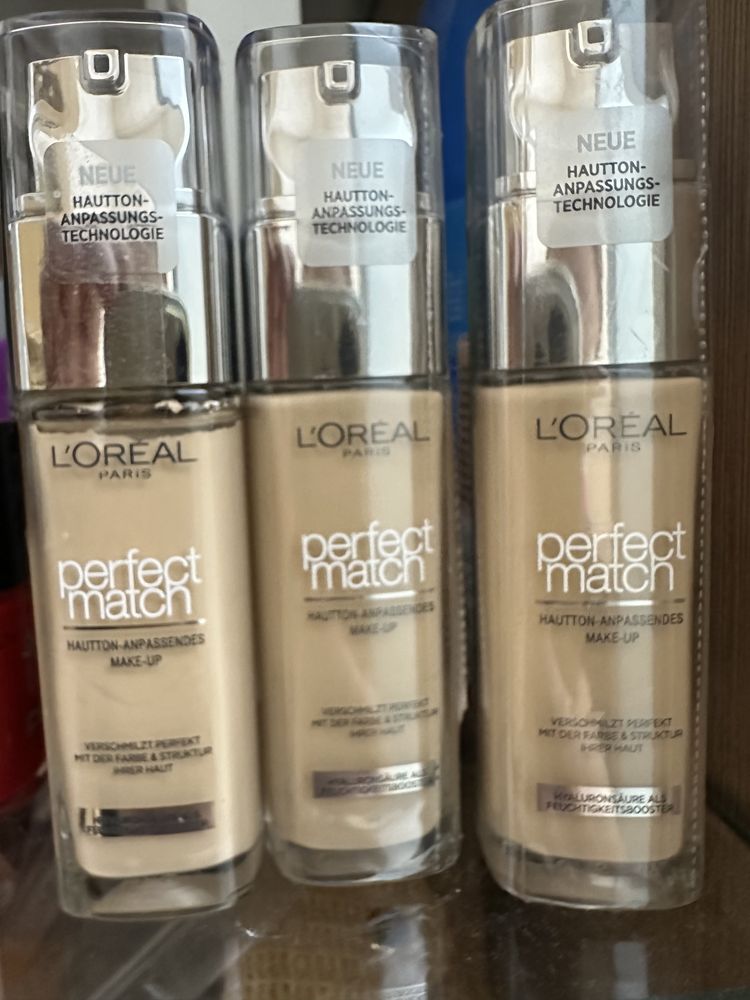 NEUE
HAUTTON-
ANPASSUNGS-
TECHNOLOGIE
L'ORÉAL
PARIS
perfect
match
HAUTTON-ANPASSENDES
MAKE-UP
VERSCHMILZT PERFEKT
MIT DER FARBE & STRUKTUR
IHRER HAUT
NEUE
HAUTTON-
ANPASSUNGS-
TECHNOLOGIE
L'ORÉAL
PARIS
perfect
match
HAUTTON-ANPASSENDES
MAKE-UP
VERSCHMILZT PERFEKT
MIT DER FARBE & STRUKTUR
IHRER HAUT
HYALURONSÄURE ALS
FEUCHTIGKEITSBOOSTER
NEUE
HAUTTON-
ANPASSUNGS-
TECHNOLOGIE
L'ORÉAL
PARIS
perfect
match
HAUTTON-ANPASSENDES
MAKE-UP
VERSCHMILZT PERFEKT
MIT DER FARBE & STRUKTUR
IHRER HAUT
HYALURONSÄURE ALS
FEUCHTIGKEITSBOOSTER